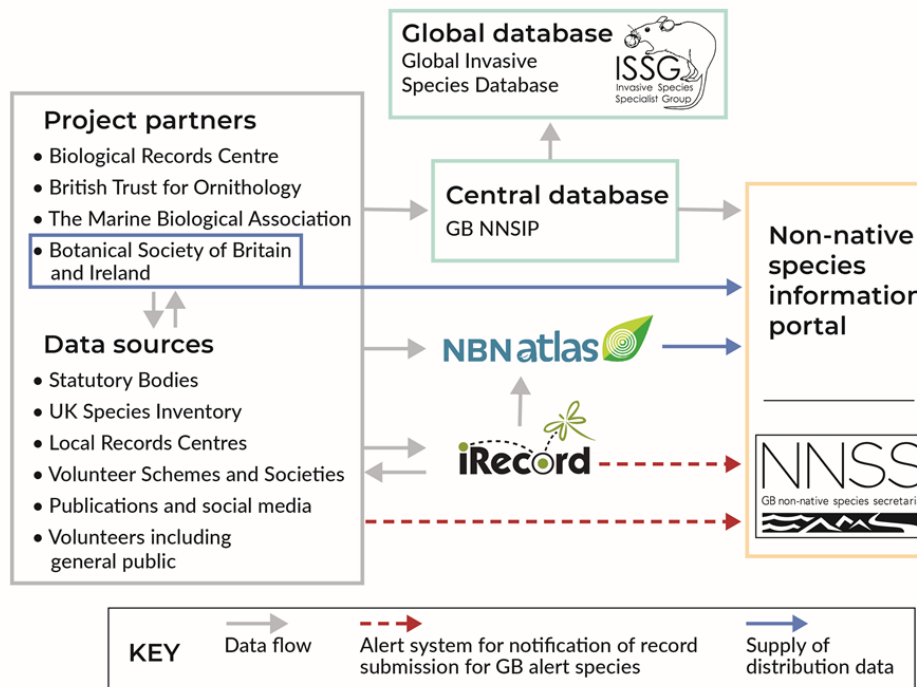 Global database
Global Invasive
Species Database
ISSG
Invasive Species
Specialist Group
Project partners
• Biological Records Centre
• British Trust for Ornithology
• The Marine Biological Association
• Botanical Society of Britain
and Ireland
Central database
GB NNSIP
Non-native
species
information
portal
Data sources
• Statutory Bodies
• UK Species Inventory
• Local Records Centres
• Volunteer Schemes and Societies
• Publications and social media
• Volunteers including
general public
NBN atlas
iRecord
NNSS
GB non-native species secretari
KEY
Data flow
Alert system for notification of record
submission for GB alert species
Supply of
distribution data